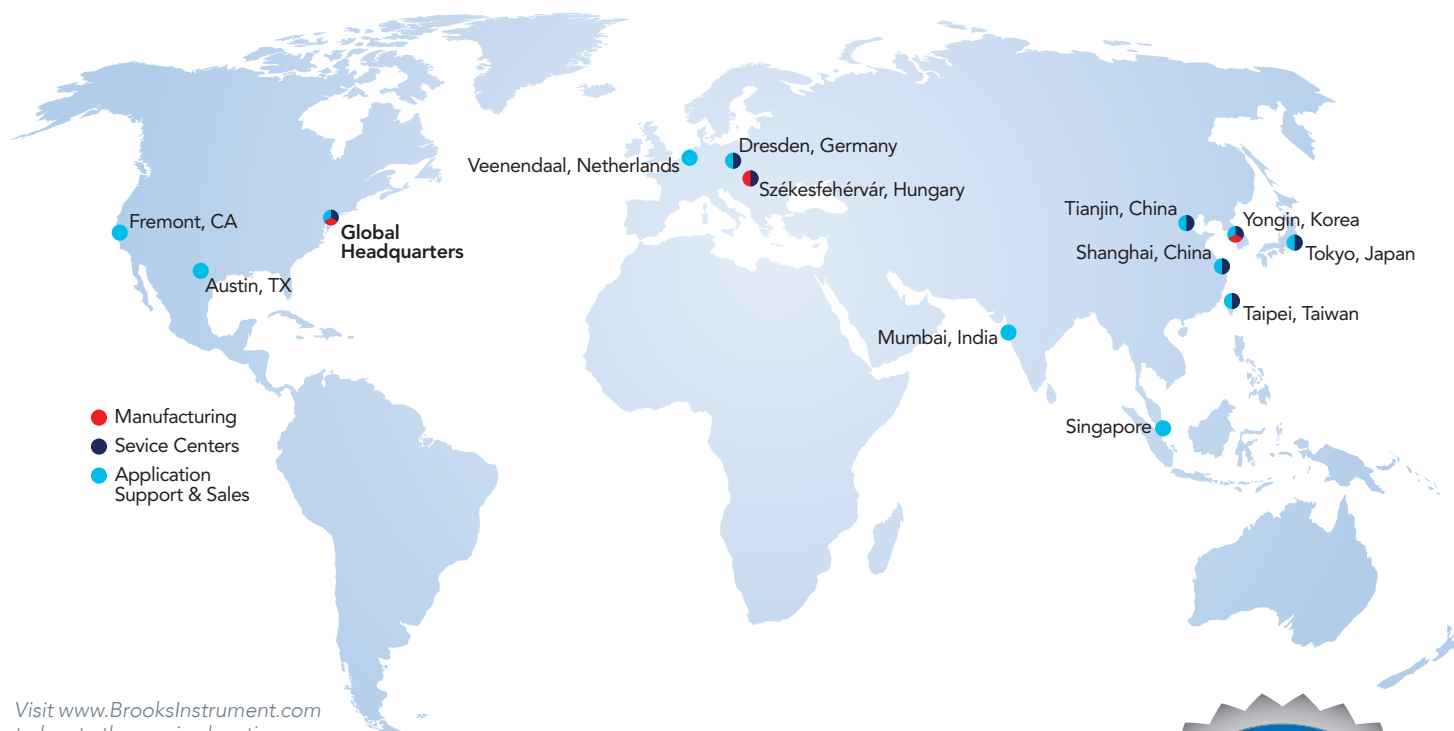 Veenendaal, Netherlands
Dresden, Germany
Székesfehérvár, Hungary
Fremont, CA
Global
Headquarters
Austin, TX
Tianjin, China
Yongin, Korea
Shanghai, China
Tokyo, Japan
Taipei, Taiwan
Mumbai, India
Singapore
Manufacturing
Sevice Centers
Application
Support & Sales
Visit www.BrooksInstrument.com